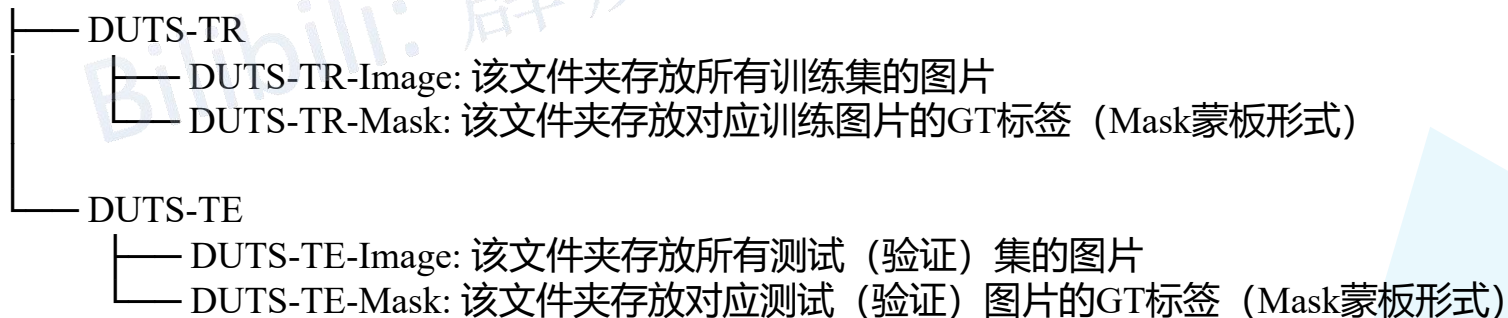 ├── DUTS-TR
│ ├── DUTS-TR-Image: 该文件夹存放所有训练集的图片
│ └── DUTS-TR-Mask: 该文件夹存放对应训练图片的GT标签（Mask蒙板形式）
│
└── DUTS-TE
├── DUTS-TE-Image: 该文件夹存放所有测试（验证）集的图片
└── DUTS-TE-Mask: 该文件夹存放对应测试（验证）图片的GT标签（Mask蒙板形式）
Bilibili: